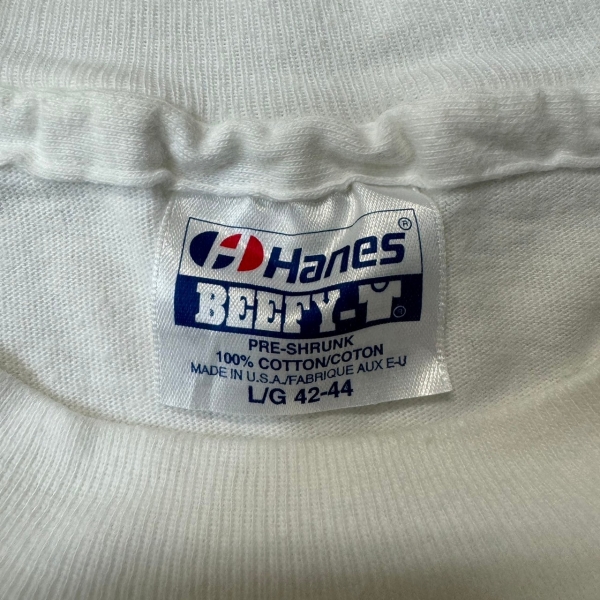 Hanes®
BEEFY-T®
PRE-SHRUNK
100% COTTON/COTON
MADE IN U.S.A./FABRIQUE AUX E-U
L/G 42-44